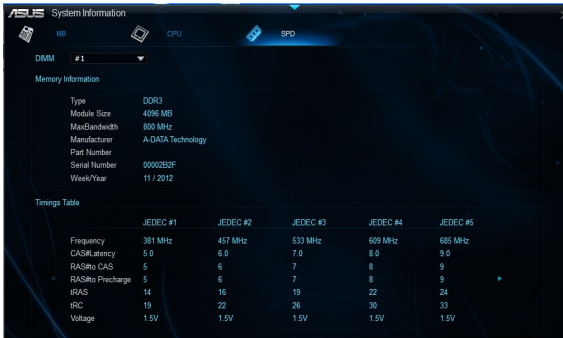 ASUS System Information
MB CPU SPD
DIMM #1
Memory Information
Type DDR3
Module Size 4096 MB
MaxBandwidth 800 MHz
Manufacturer A-DATA Technology
Part Number
Serial Number 00002B2F
Week/Year 11 / 2012
Timings Table
JEDEC #1 JEDEC #2 JEDEC #3 JEDEC #4 JEDEC #5
Frequency 381 MHz 457 MHz 533 MHz 609 MHz 685 MHz
CAS#Latency 5.0 6.0 7.0 8.0 9.0
RAS#to CAS 5 6 7 8 9
RAS#to Precharge 5 6 7 8 9
tRAS 14 16 19 22 24
tRC 19 22 26 30 33
Voltage 1.5V 1.5V 1.5V 1.5V 1.5V